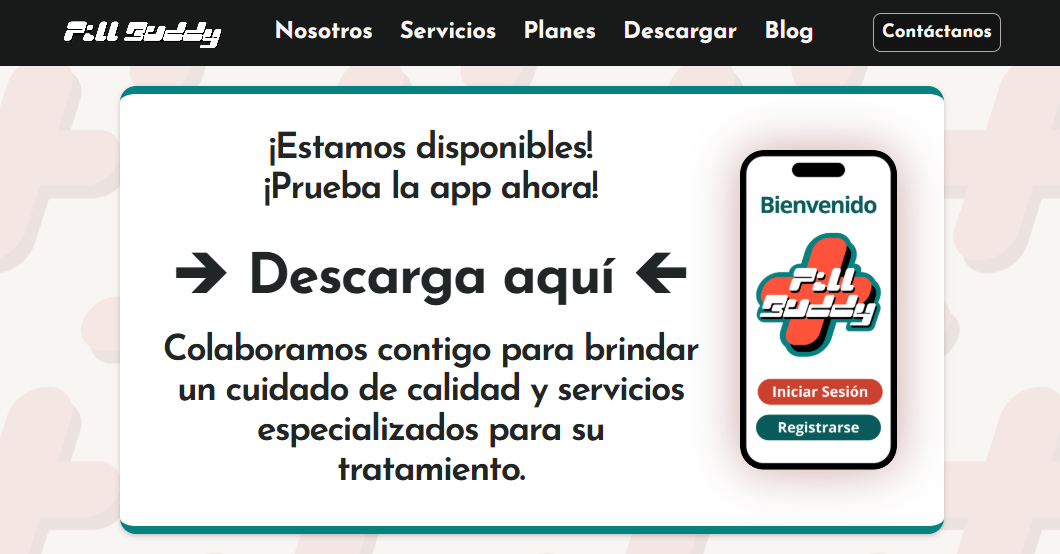 Pill Buddy Nosotros Servicios Planes Descargar Blog Contáctanos
¡Estamos disponibles!
¡Prueba la app ahora!
→ Descarga aquí ←
Colaboramos contigo para brindar
un cuidado de calidad y servicios
especializados para su
tratamiento.
Bienvenido
Pill
Buddy
Iniciar Sesión
Registrarse